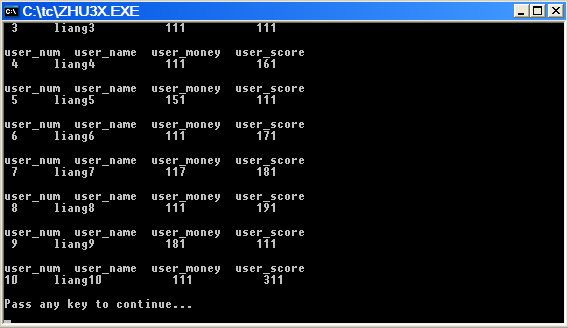 C:\tc\ZHU3X.EXE
3 liang3 111 111
user_num user_name user_money user_score
4 liang4 111 161
user_num user_name user_money user_score
5 liang5 151 111
user_num user_name user_money user_score
6 liang6 111 171
user_num user_name user_money user_score
7 liang7 117 181
user_num user_name user_money user_score
8 liang8 111 191
user_num user_name user_money user_score
9 liang9 181 111
user_num user_name user_money user_score
10 liang10 111 311
Pass any key to continue...